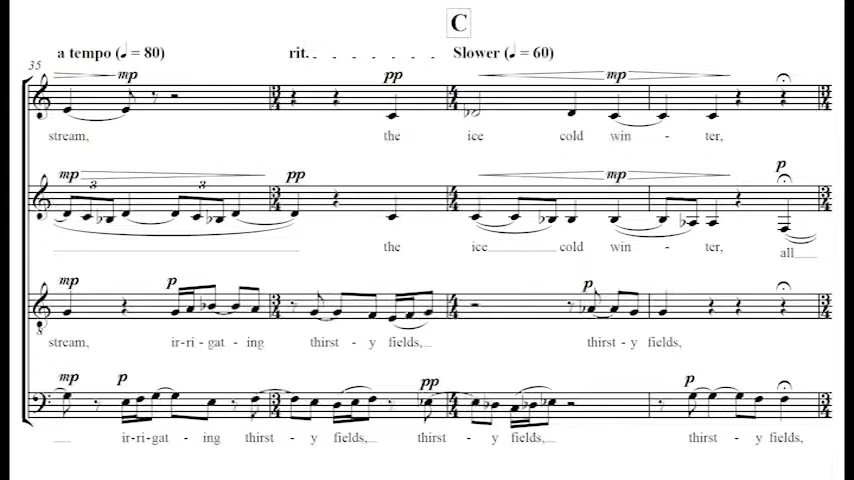 C
a tempo (♩ = 80) rit. Slower (♩ = 60)
35
mp pp mp
stream, the ice cold win - ter,
mp 3 3 pp mp p
the ice cold win - ter, all
mp p p
8
stream, ir-ri-gat - ing thirst - y fields, thirst - y fields,
mp p pp p
ir-ri-gat - ing thirst - y fields, thirst - y fields, thirst - y fields,